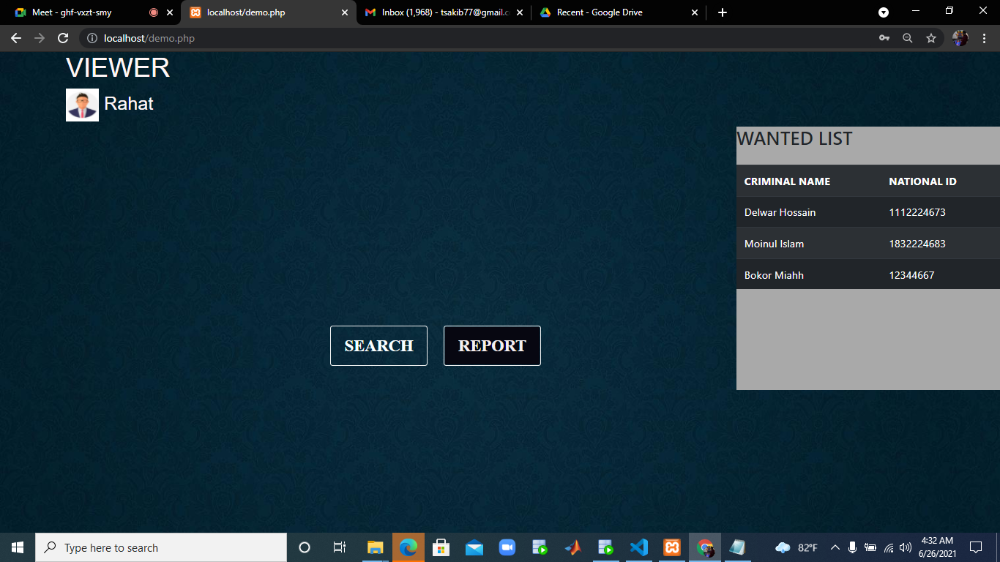 Meet - ghf-vxzt-smy
localhost/demo.php
Inbox (1,968) - tsakib77@gmail.c
Recent - Google Drive
localhost/demo.php
VIEWER
Rahat
WANTED LIST
CRIMINAL NAME NATIONAL ID
Delwar Hossain 1112224673
Moinul Islam 1832224683
Bokor Miahh 12344667
SEARCH
REPORT
Type here to search
82°F
4:32 AM
6/26/2021